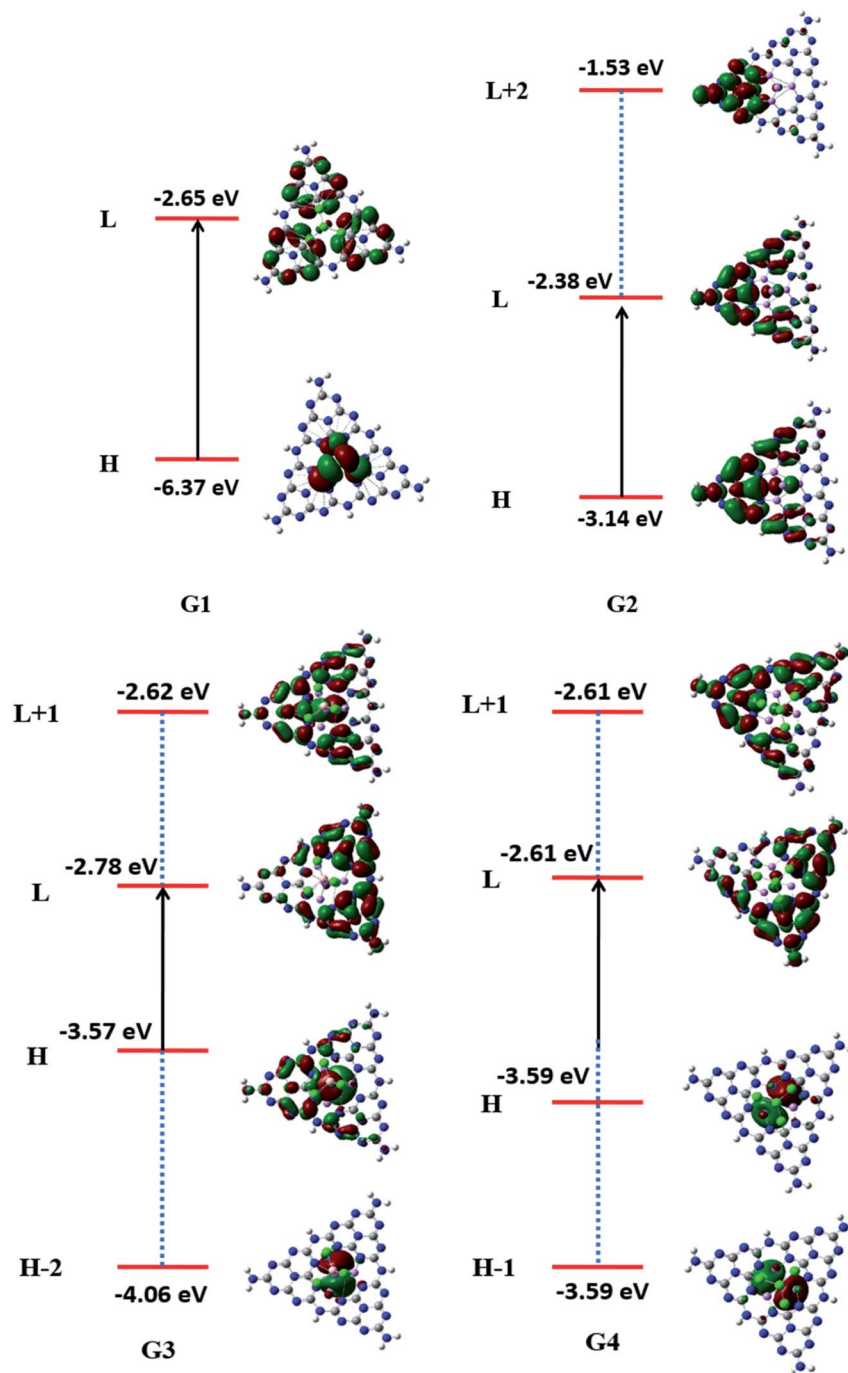 -2.65 eV
L
H
-6.37 eV
G1
-1.53 eV
L+2
-2.38 eV
L
H
-3.14 eV
G2
-2.62 eV
L+1
-2.78 eV
L
-3.57 eV
H
H-2
-4.06 eV
G3
-2.61 eV
L+1
-2.61 eV
L
-3.59 eV
H
H-1
-3.59 eV
G4